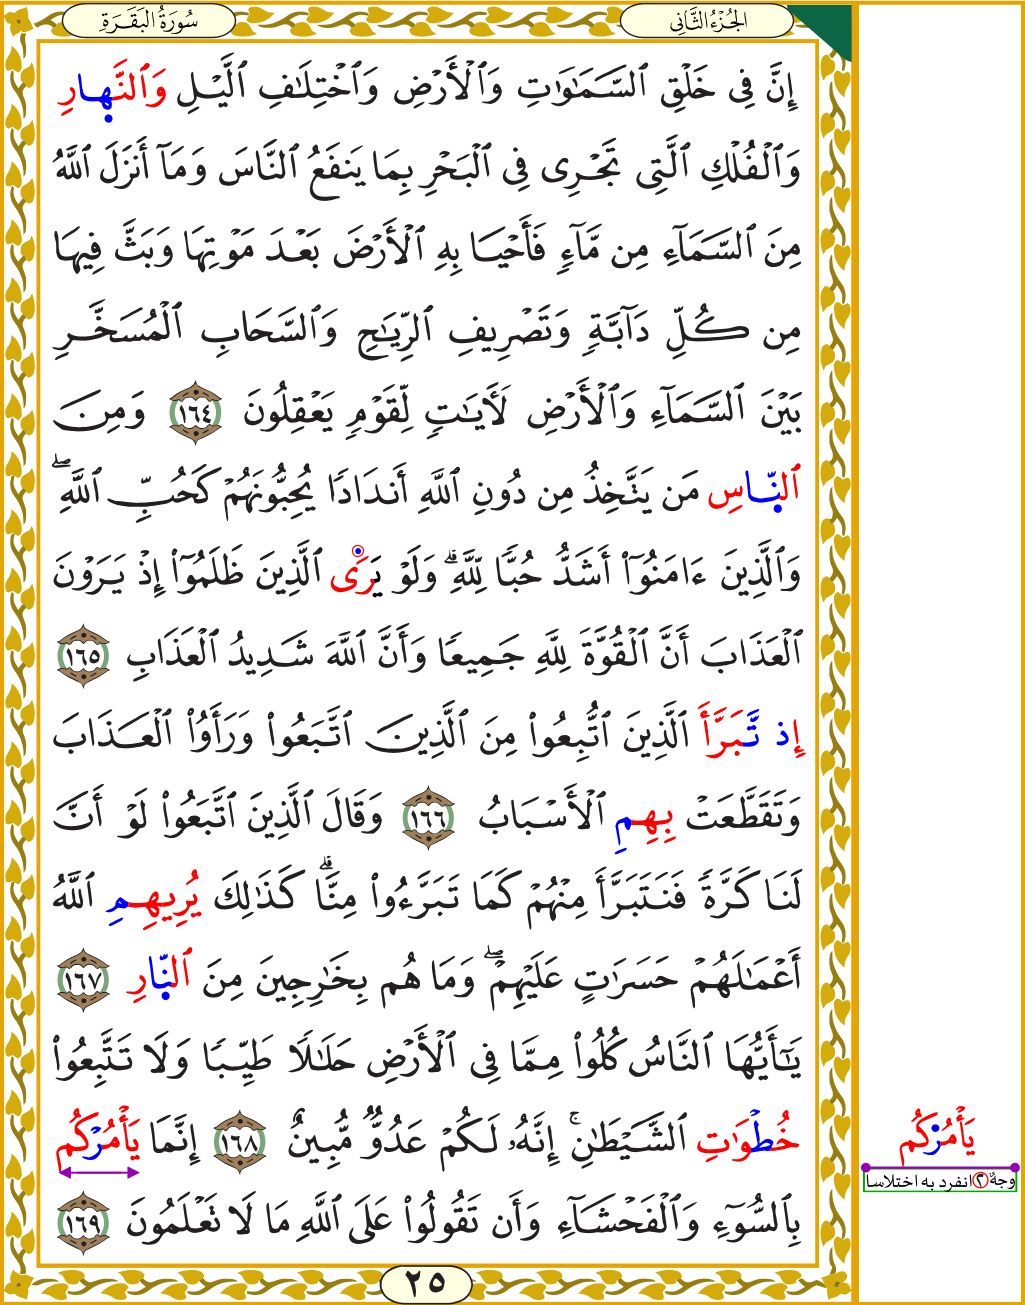 الجُزْءُ الثَّانِى
سُورَةُ البَقَرَةِ
إِنَّ فِى خَلْقِ ٱلسَّمَـٰوَٰتِ وَٱلْأَرْضِ وَٱخْتِلَـٰفِ ٱلَّيْلِ وَٱلنَّهارِ
وَٱلْفُلْكِ ٱلَّتِى تَجْرِى فِى ٱلْبَحْرِ بِمَا يَنفَعُ ٱلنَّاسَ وَمَآ أَنزَلَ ٱللَّهُ
مِنَ ٱلسَّمَآءِ مِن مَّآءٍ فَأَحْيَا بِهِ ٱلْأَرْضَ بَعْدَ مَوْتِهَا وَبَثَّ فِيهَا
مِن كُلِّ دَآبَّةٍ وَتَصْرِيفِ ٱلرِّيَـٰحِ وَٱلسَّحَابِ ٱلْمُسَخَّرِ
بَيْنَ ٱلسَّمَآءِ وَٱلْأَرْضِ لَأَيَـٰتٍ لِّقَوْمٍ يَعْقِلُونَ ١٦٤ وَمِنَ
ٱلنَّاسِ مَن يَتَّخِذُ مِن دُونِ ٱللَّهِ أَندَادًا يُحِبُّونَهُمْ كَحُبِّ ٱللَّهِۖ
وَٱلَّذِينَ ءَامَنُوٓا۟ أَشَدُّ حُبًّا لِّلَّهِۗ وَلَوْ يَرَى ٱلَّذِينَ ظَلَمُوٓا۟ إِذْ يَرَوْنَ
ٱلْعَذَابَ أَنَّ ٱلْقُوَّةَ لِلَّهِ جَمِيعًا وَأَنَّ ٱللَّهَ شَدِيدُ ٱلْعَذَابِ ١٦٥
إِذ تَّبَرَّأَ ٱلَّذِينَ ٱتُّبِعُوا۟ مِنَ ٱلَّذِينَ ٱتَّبَعُوا۟ وَرَأَوُا۟ ٱلْعَذَابَ
وَتَقَطَّعَتْ بِهِمِ ٱلْأَسْبَابُ ١٦٦ وَقَالَ ٱلَّذِينَ ٱتَّبَعُوا۟ لَوْ أَنَّ
لَنَا كَرَّةً فَنَتَبَرَّأَ مِنْهُمْ كَمَا تَبَرَّءُوا۟ مِنَّاۗ كَذَٰلِكَ يُرِيهِمِ ٱللَّهُ
أَعْمَـٰلَهُمْ حَسَرَٰتٍ عَلَيْهِمْۖ وَمَا هُم بِخَـٰرِجِينَ مِنَ ٱلنّارِ ١٦٧
يَـٰٓأَيُّهَا ٱلنَّاسُ كُلُوا۟ مِمَّا فِى ٱلْأَرْضِ حَلَـٰلًا طَيِّبًا وَلَا تَتَّبِعُوا۟
خُطْوَٰتِ ٱلشَّيْطَـٰنِۚ إِنَّهُۥ لَكُمْ عَدُوٌّ مُّبِينٌ ١٦٨ إِنَّمَا يَأْمُرْكُم
بِٱلسُّوٓءِ وَٱلْفَحْشَآءِ وَأَن تَقُولُوا۟ عَلَى ٱللَّهِ مَا لَا تَعْلَمُونَ ١٦٩
يَأْمُرْكُم
وجهٌ ٢ انفرد به اختلاسا
٢٥